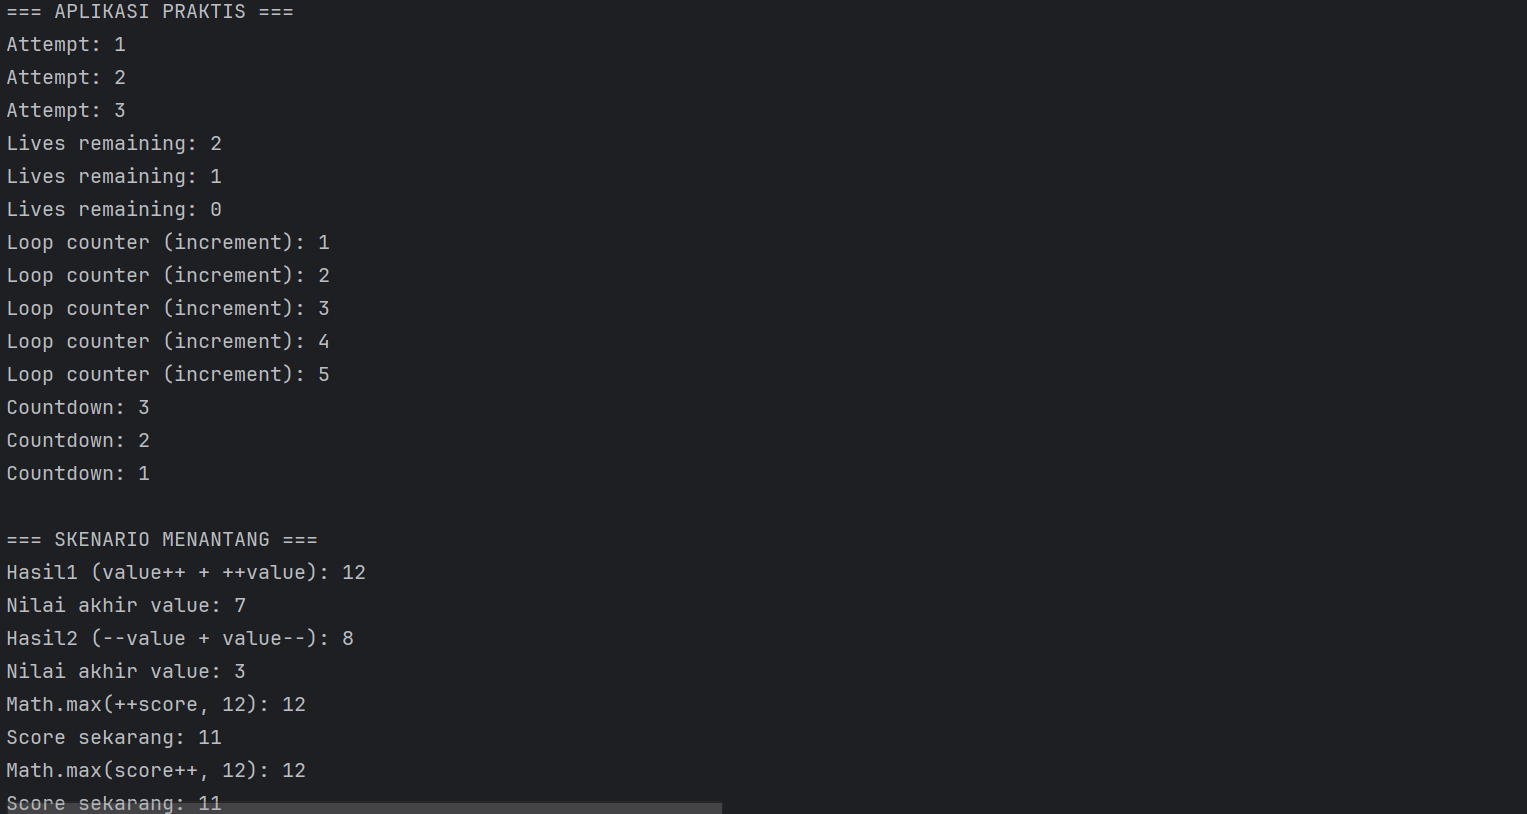 === APLIKASI PRAKTIS ===
Attempt: 1
Attempt: 2
Attempt: 3
Lives remaining: 2
Lives remaining: 1
Lives remaining: 0
Loop counter (increment): 1
Loop counter (increment): 2
Loop counter (increment): 3
Loop counter (increment): 4
Loop counter (increment): 5
Countdown: 3
Countdown: 2
Countdown: 1
=== SKENARIO MENANTANG ===
Hasil1 (value++ + ++value): 12
Nilai akhir value: 7
Hasil2 (--value + value--): 8
Nilai akhir value: 3
Math.max(++score, 12): 12
Score sekarang: 11
Math.max(score++, 12): 12
Score sekarang: 11